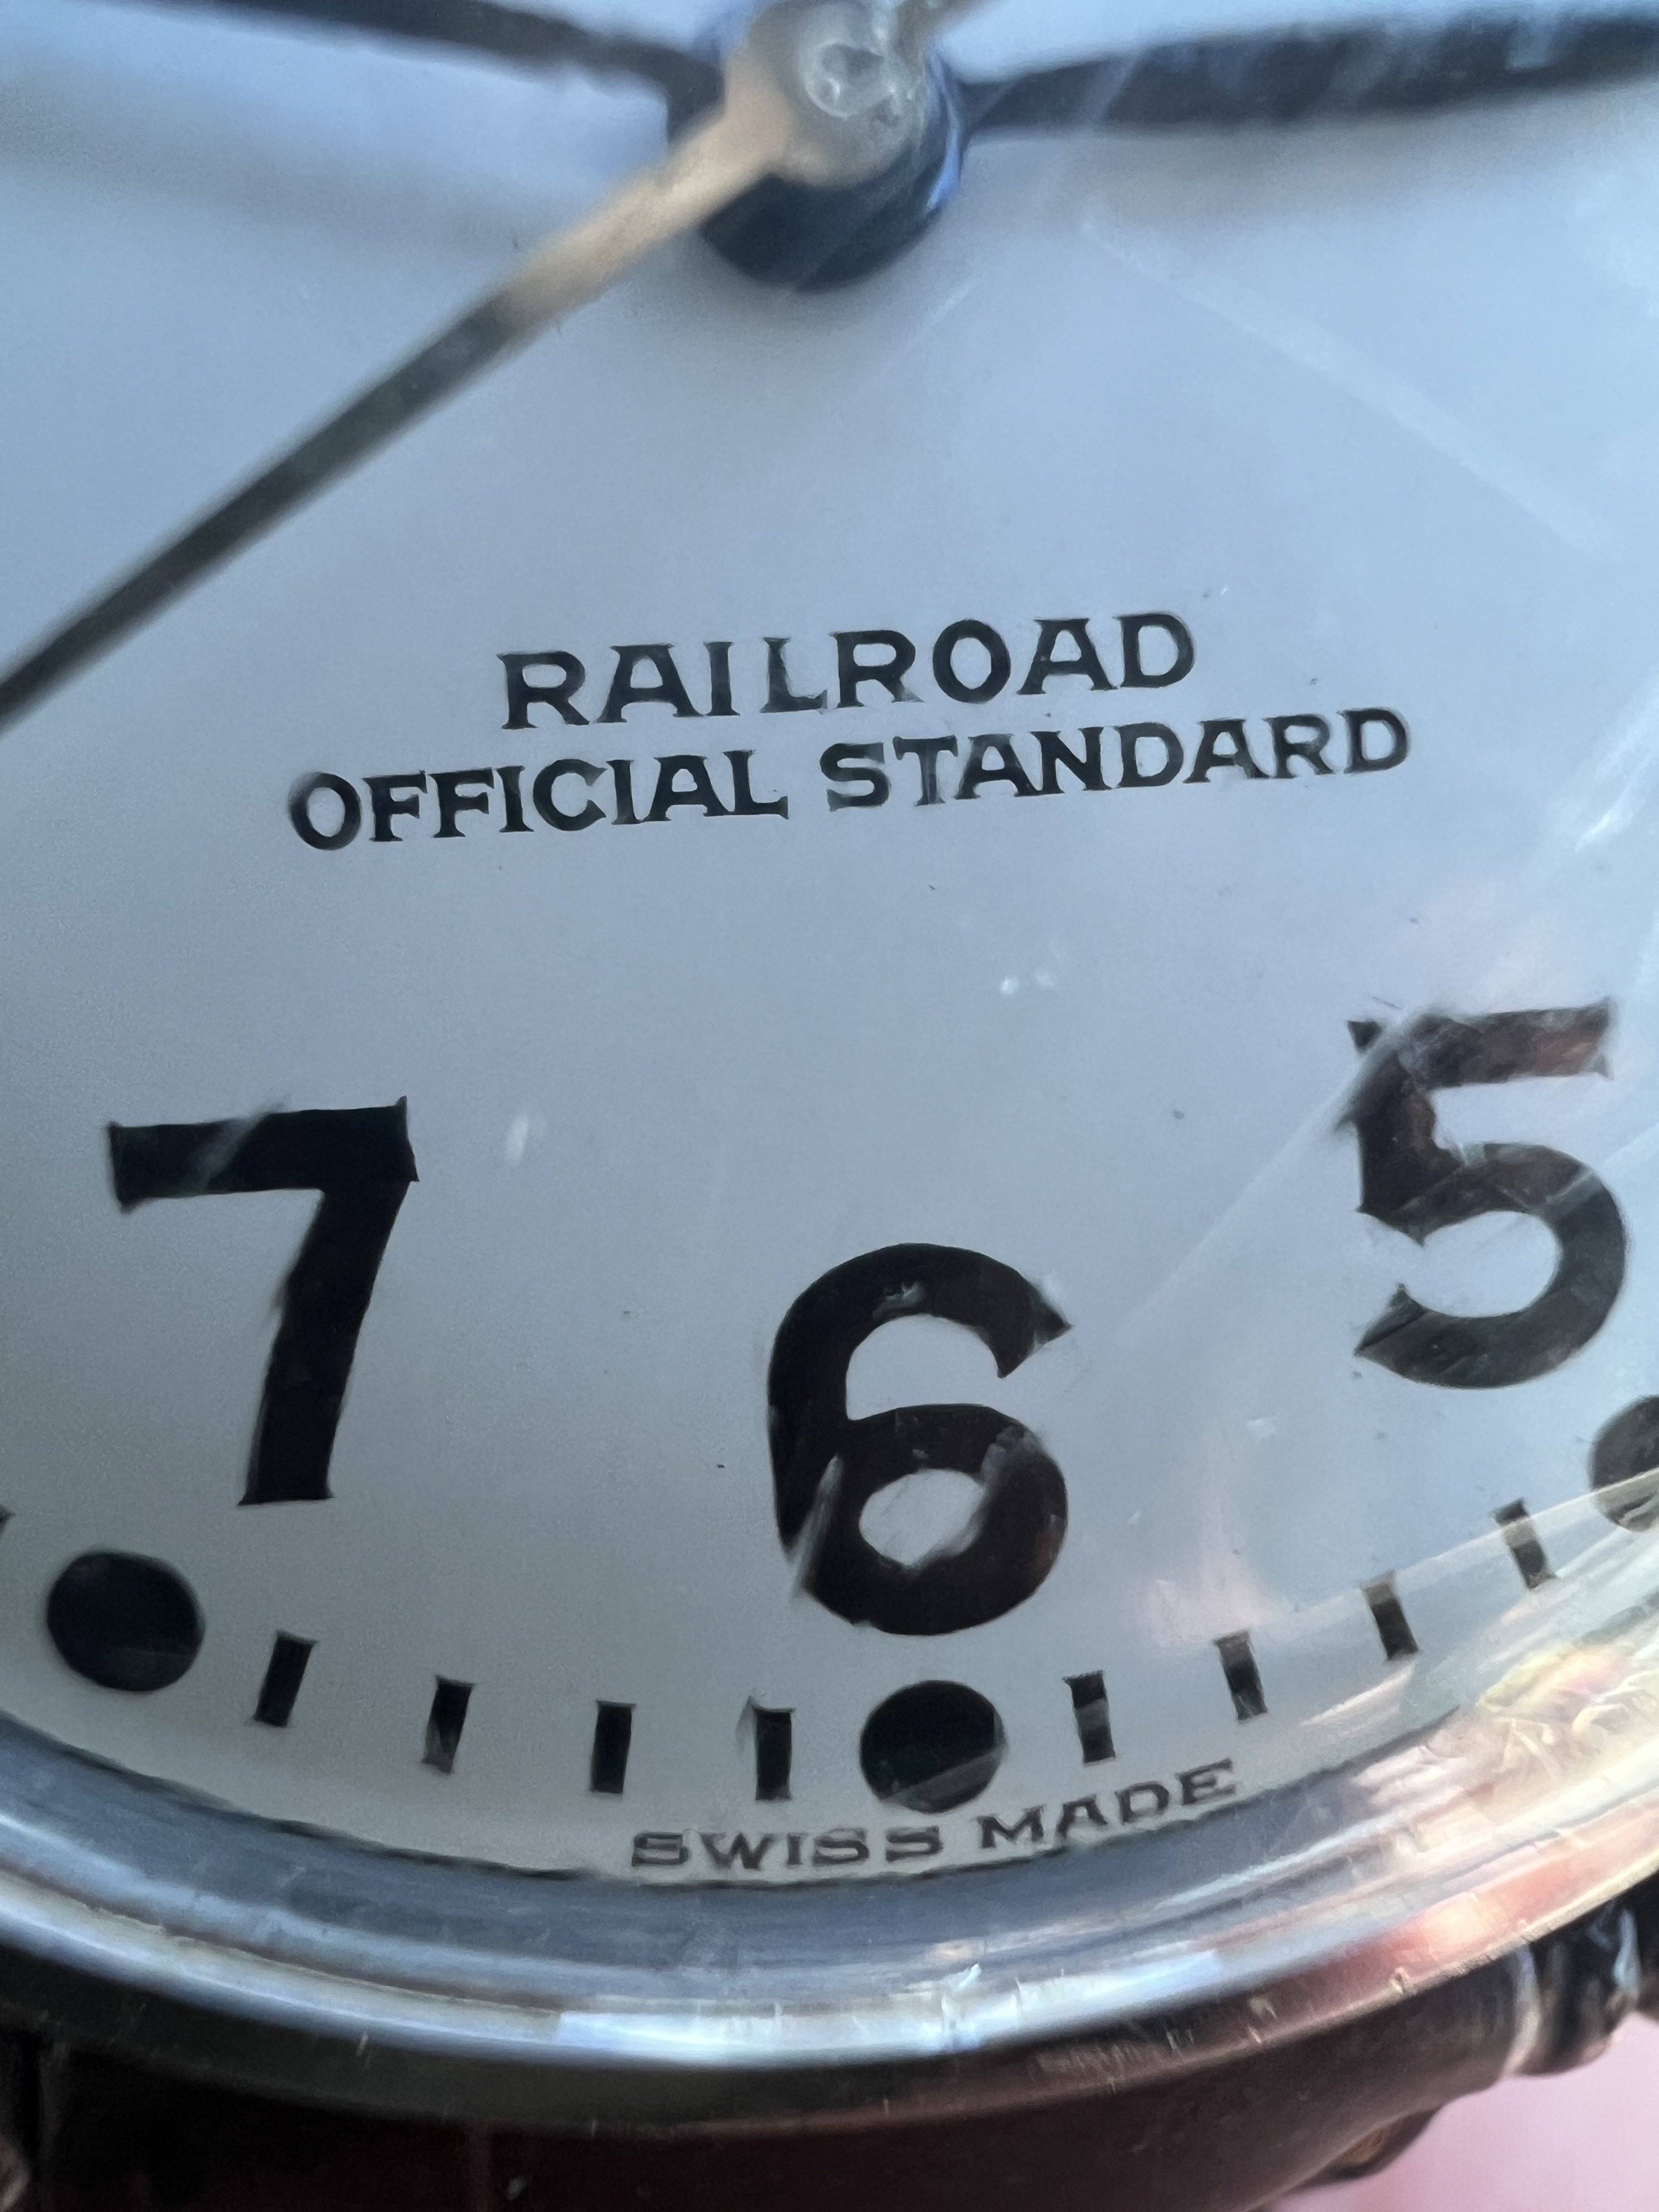 RAILROAD
OFFICIAL STANDARD
7 6 5
SWISS MADE